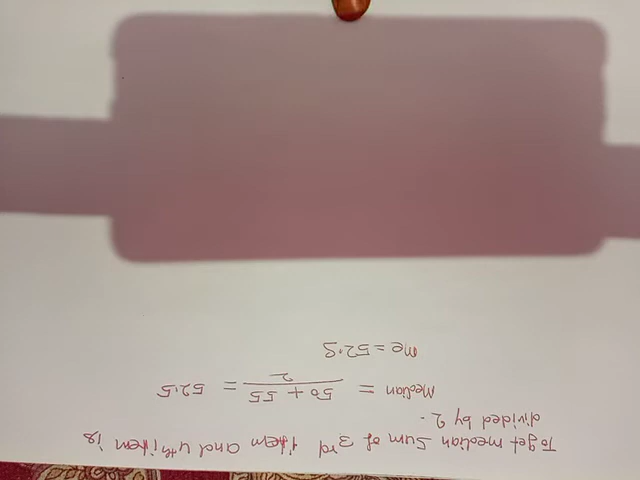 To get median Sum of 3rd item and 4th item is
divided by 2.
Median = 50 + 55 / 2 = 52.5
Me = 52.5